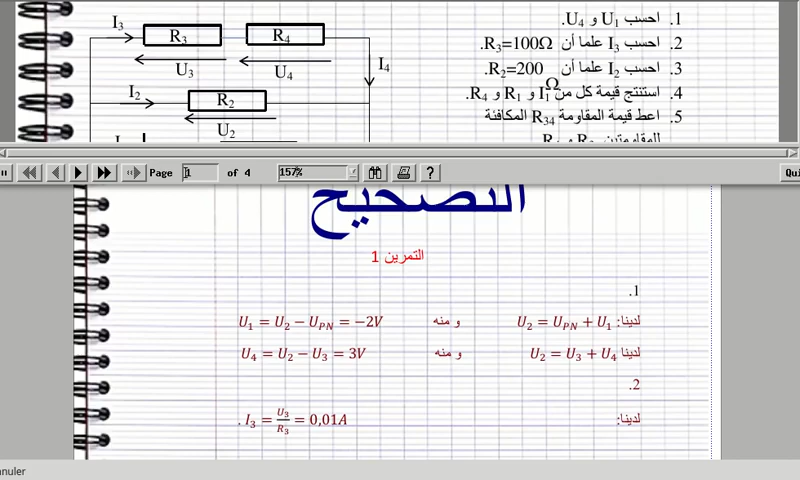 I3
R3
R4
U3
U4
I4
I2
R2
U2
1. احسب U1 و U4.
2. احسب I3 علما أن R3=100Ω.
3. احسب I2 علما أن R2=200 Ω.
4. استنتج قيمة كل من I1 و R1 و R4.
5. اعط قيمة المقاومة R34 المكافئة
Page 1 of 4 157% ?
التصحيح
التمرين 1
1.
لدينا: U2 = UPN + U1 و منه U1 = U2 − UPN = −2V
لدينا U2 = U3 + U4 و منه U4 = U2 − U3 = 3V
2.
لدينا: I3 = U3/R3 = 0,01A .
nuler